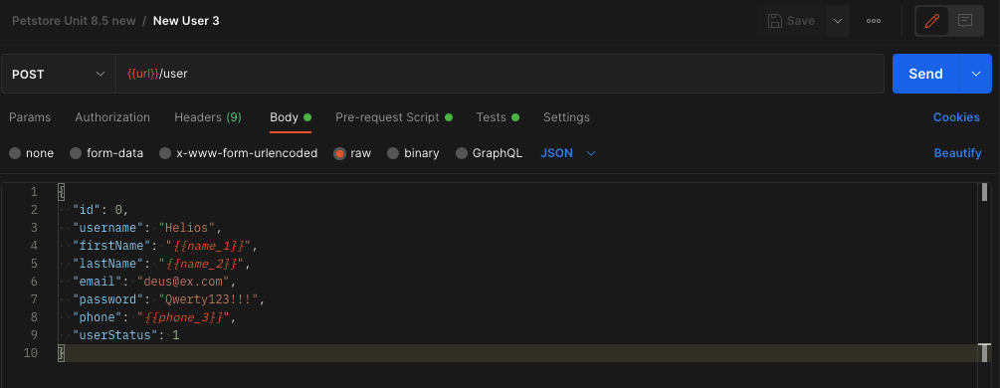 Petstore Unit 8.5 new / New User 3
Save
POST
{{url}}/user
Send
Params Authorization Headers (9) Body Pre-request Script Tests Settings Cookies
none form-data x-www-form-urlencoded raw binary GraphQL JSON Beautify
1 {
2 "id": 0,
3 "username": "Helios",
4 "firstName": "{{name_1}}",
5 "lastName": "{{name_2}}",
6 "email": "deus@ex.com",
7 "password": "Qwerty123!!!",
8 "phone": "{{phone_3}}",
9 "userStatus": 1
10 }